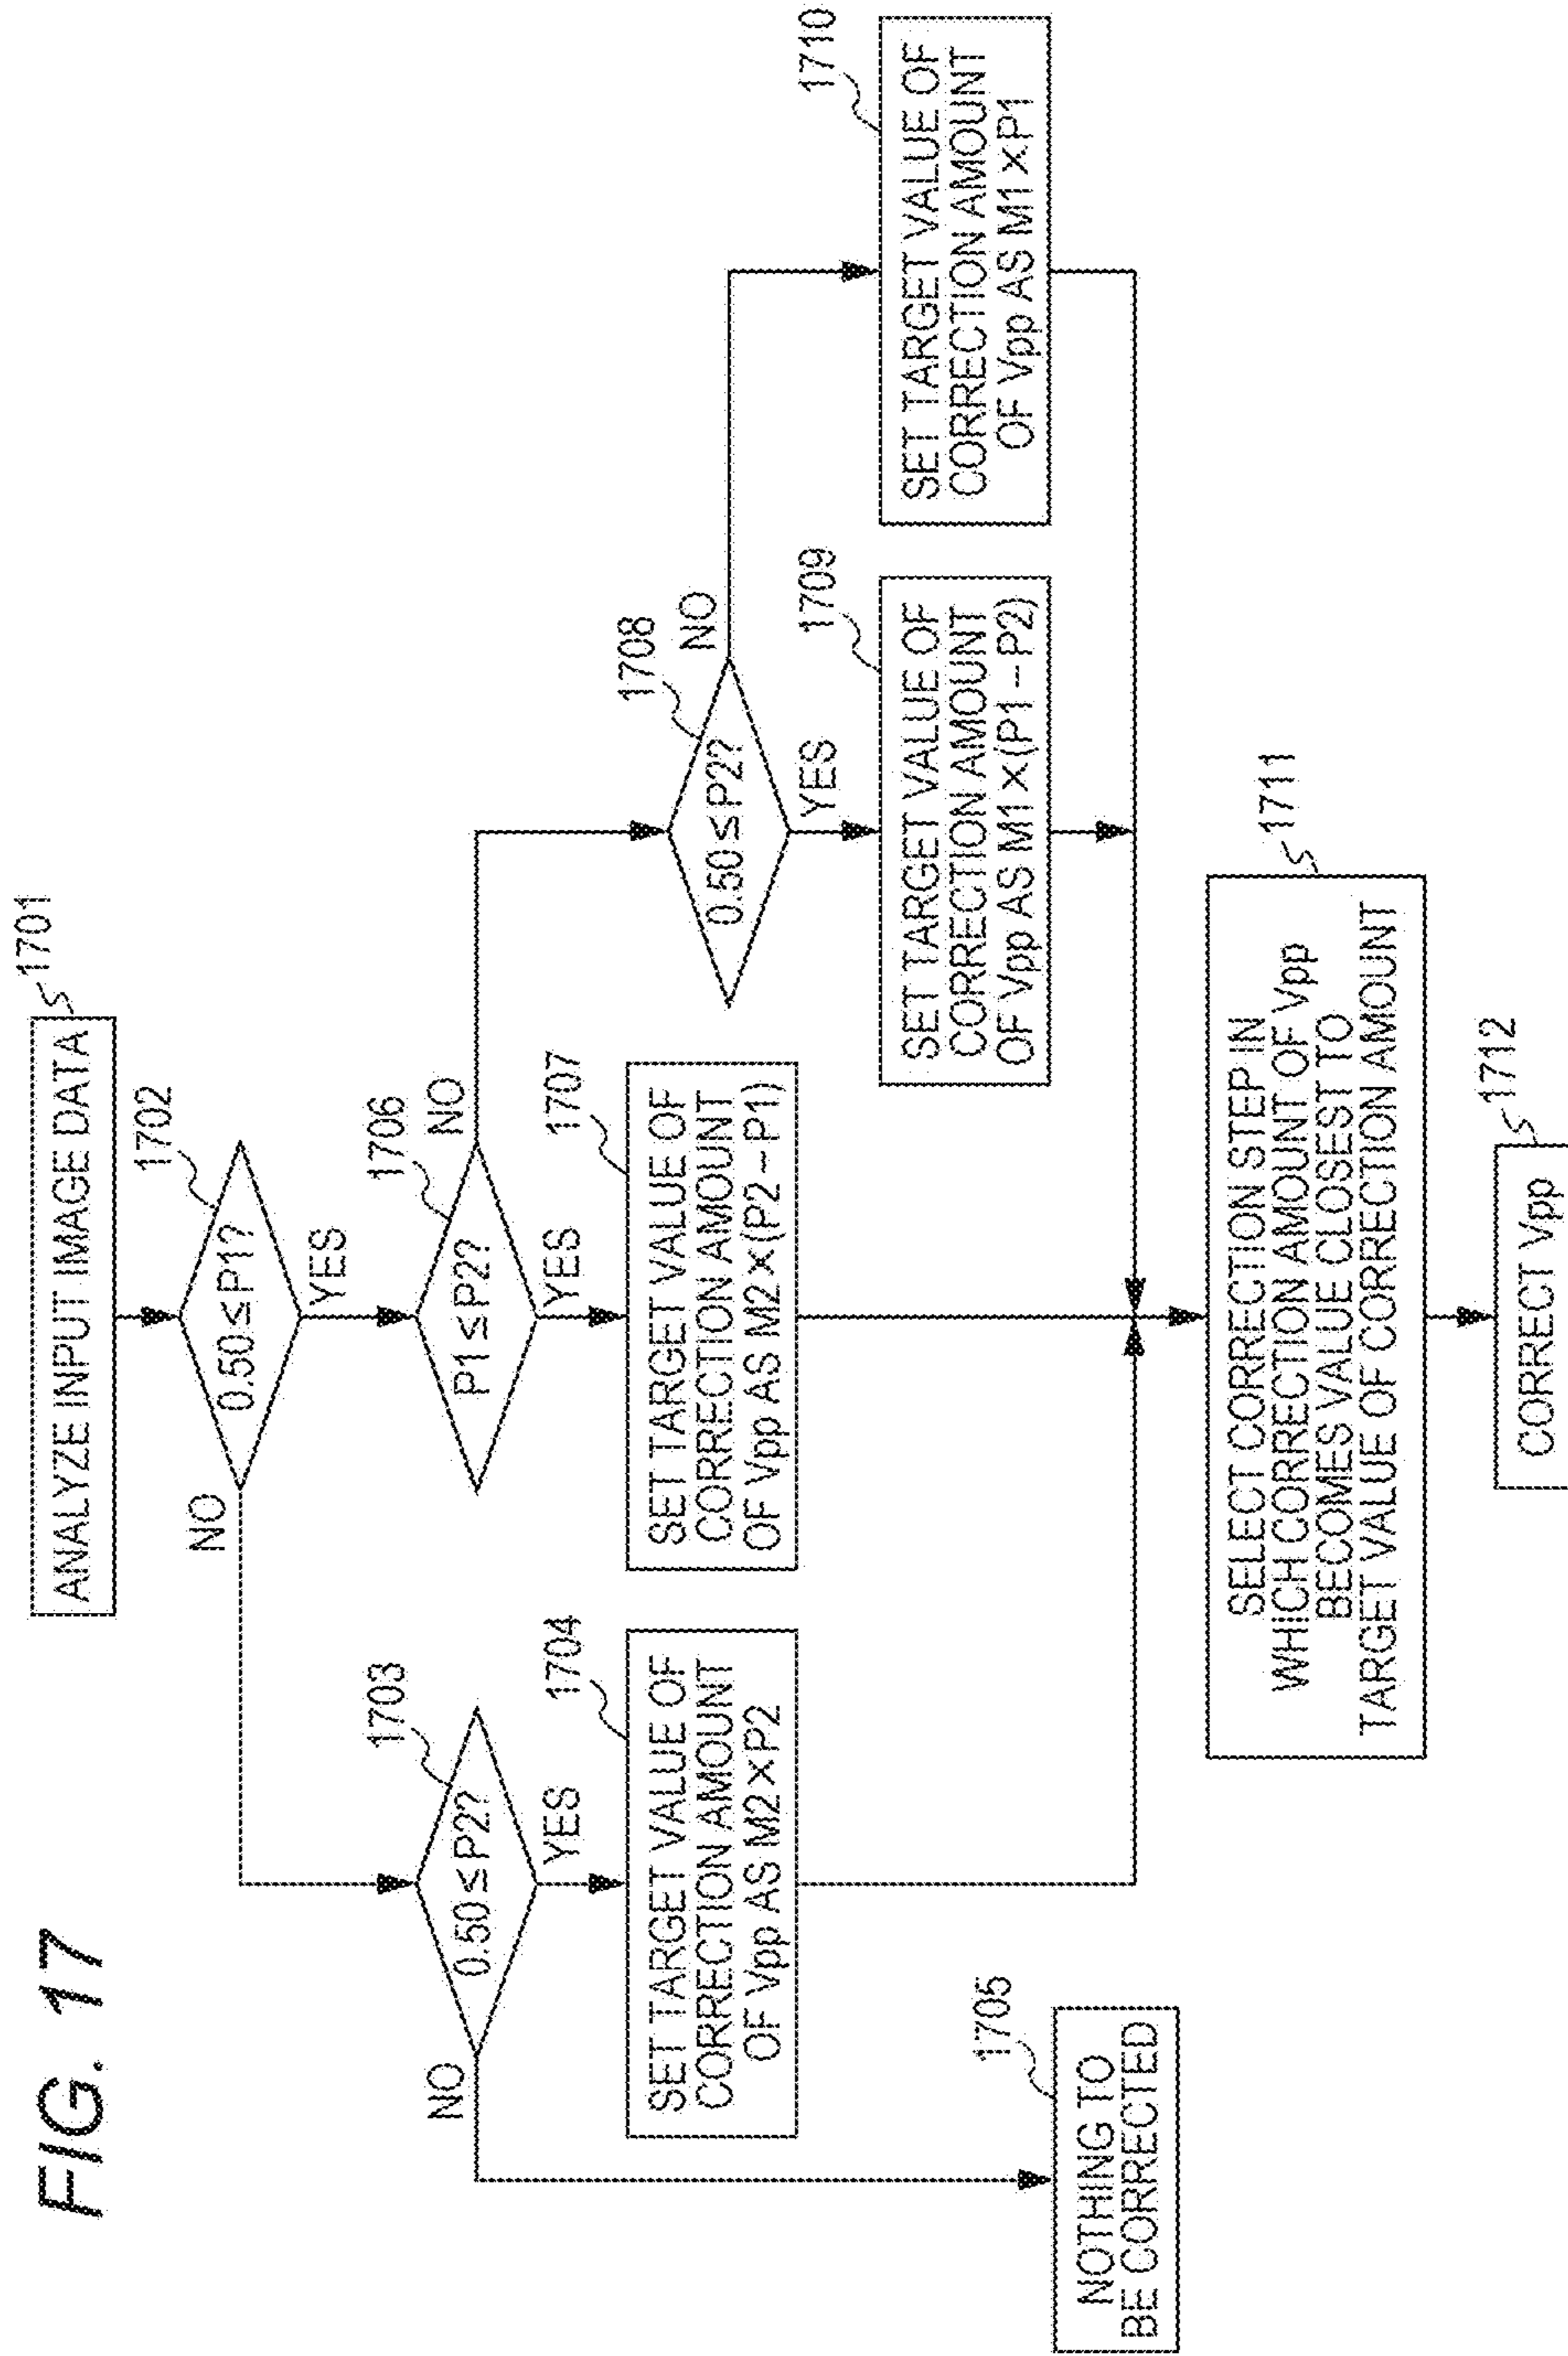 FIG. 17
ANALYZE INPUT IMAGE DATA
1701
0.50≤P1?
1702
NO
YES
0.50≤P2?
1703
NO
YES
P1≤P2?
1706
NO
YES
SET TARGET VALUE OF
CORRECTION AMOUNT
OF Vpp AS M2×P2
1704
SET TARGET VALUE OF
CORRECTION AMOUNT
OF Vpp AS M2×(P2−P1)
1707
0.50≤P2?
1708
NO
YES
SET TARGET VALUE OF
CORRECTION AMOUNT
OF Vpp AS M1×(P1−P2)
1709
SET TARGET VALUE OF
CORRECTION AMOUNT
OF Vpp AS M1×P1
1710
NOTHING TO
BE CORRECTED
1705
SELECT CORRECTION STEP IN
WHICH CORRECTION AMOUNT OF Vpp
BECOMES VALUE CLOSEST TO
TARGET VALUE OF CORRECTION AMOUNT
1711
CORRECT Vpp
1712